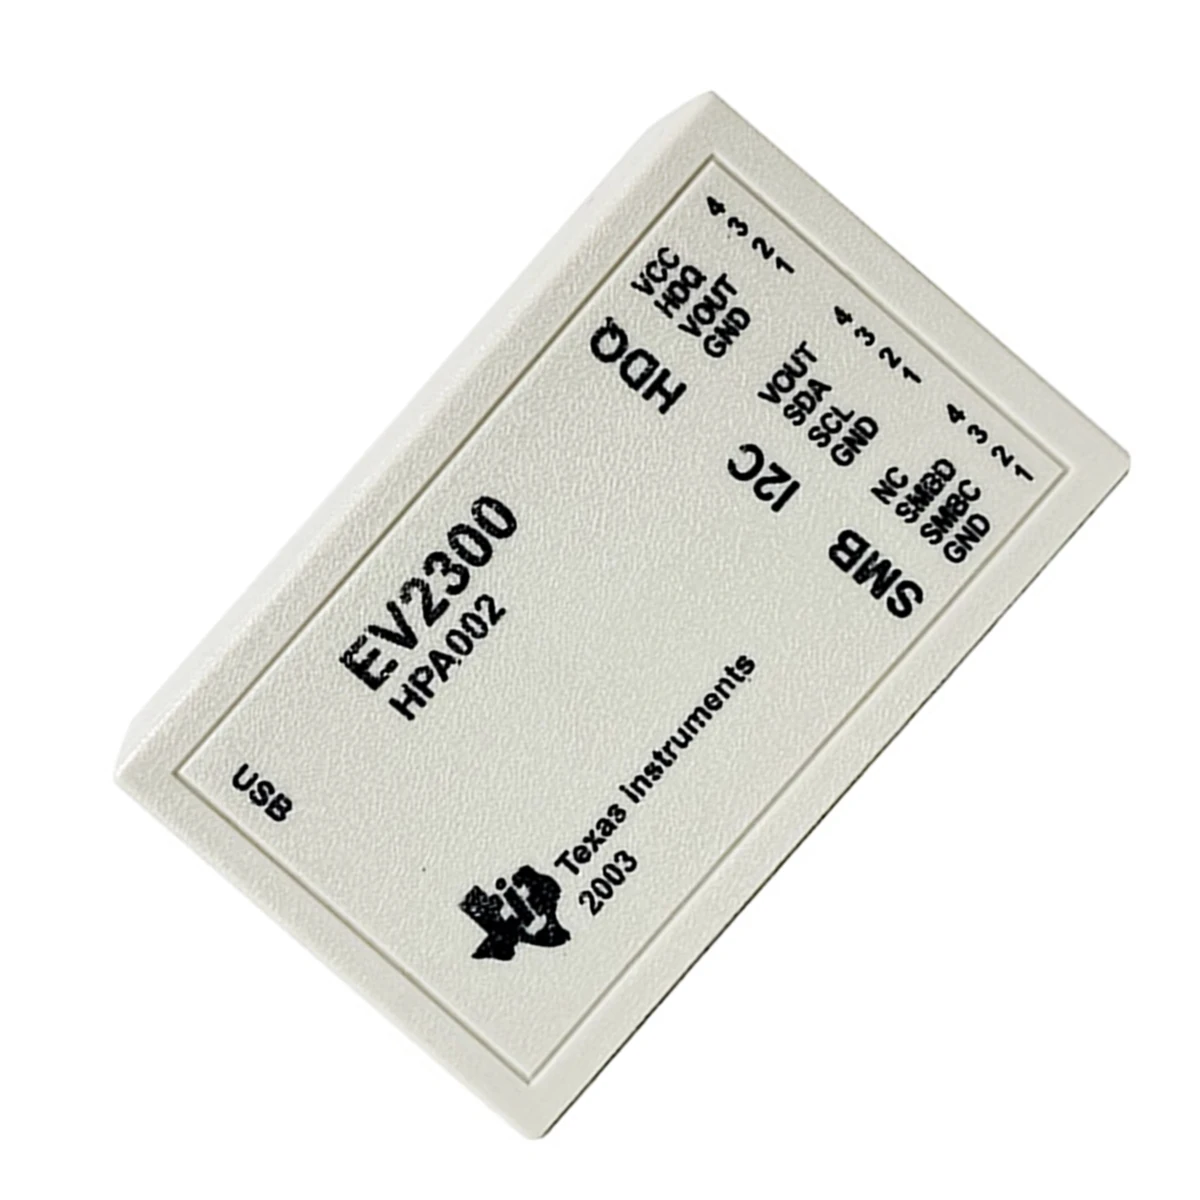 4
3
2
1
VCC
HDQ
VOUT
GND
HDQ
4
3
2
1
VOUT
SDA
SCL
GND
I2C
4
3
2
1
NC
SMBD
SMBC
GND
SMB
EV2300
HPA002
USB
Texas instruments
2003